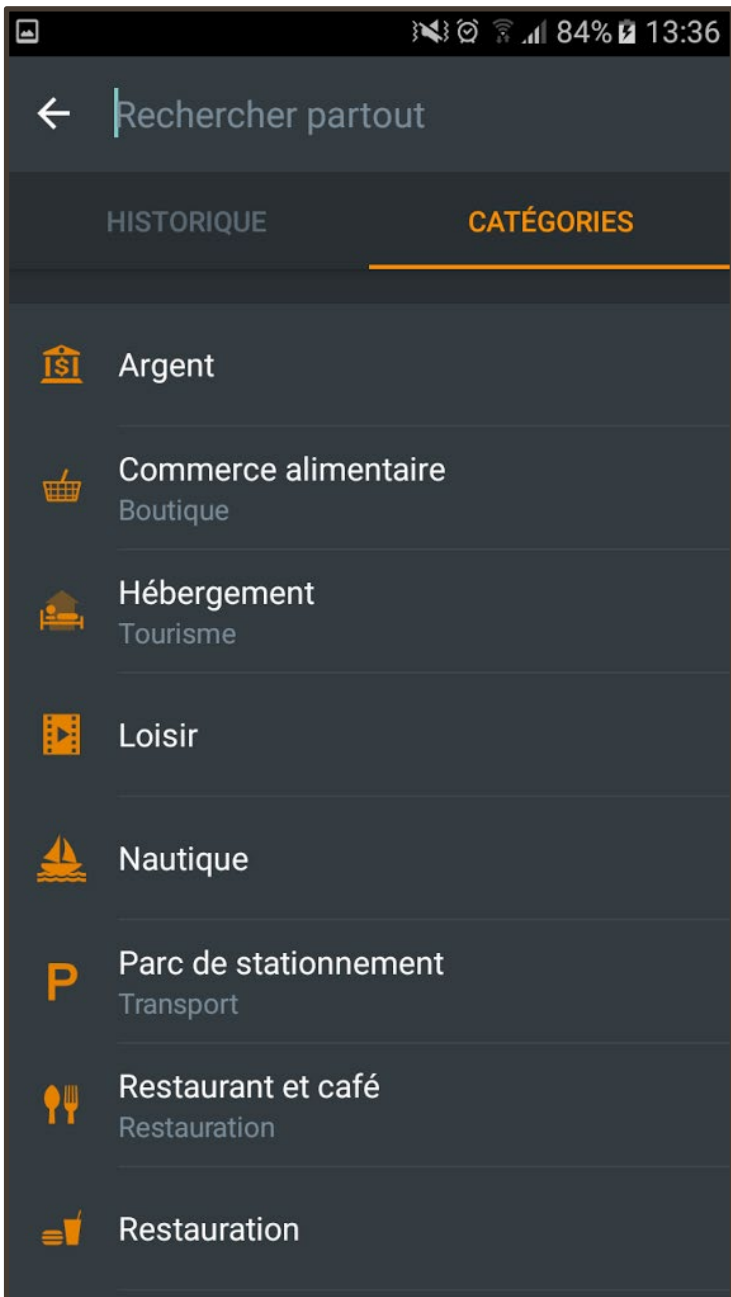 84% 13:36
Rechercher partout
HISTORIQUE CATÉGORIES
Argent
Commerce alimentaire
Boutique
Hébergement
Tourisme
Loisir
Nautique
P Parc de stationnement
Transport
Restaurant et café
Restauration
Restauration